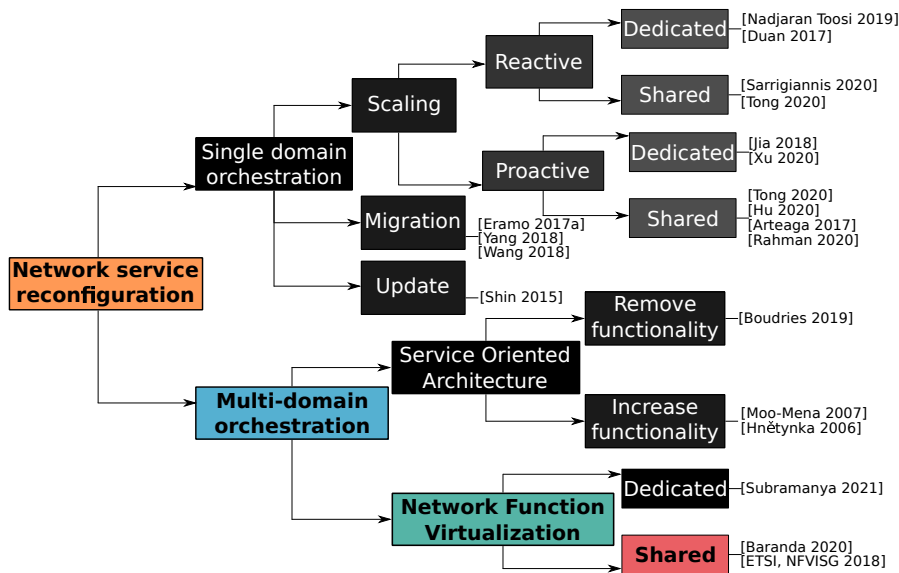 Network service
reconfiguration
Single domain
orchestration
Scaling
Reactive
Dedicated
[Nadjaran Toosi 2019]
[Duan 2017]
Shared
[Sarrigiannis 2020]
[Tong 2020]
Proactive
Dedicated
[Jia 2018]
[Xu 2020]
Shared
[Tong 2020]
[Hu 2020]
[Arteaga 2017]
[Rahman 2020]
Migration
[Eramo 2017a]
[Yang 2018]
[Wang 2018]
Update
[Shin 2015]
Multi-domain
orchestration
Service Oriented
Architecture
Remove
functionality
[Boudries 2019]
Increase
functionality
[Moo-Mena 2007]
[Hnětynka 2006]
Network Function
Virtualization
Dedicated
[Subramanya 2021]
Shared
[Baranda 2020]
[ETSI, NFVISG 2018]